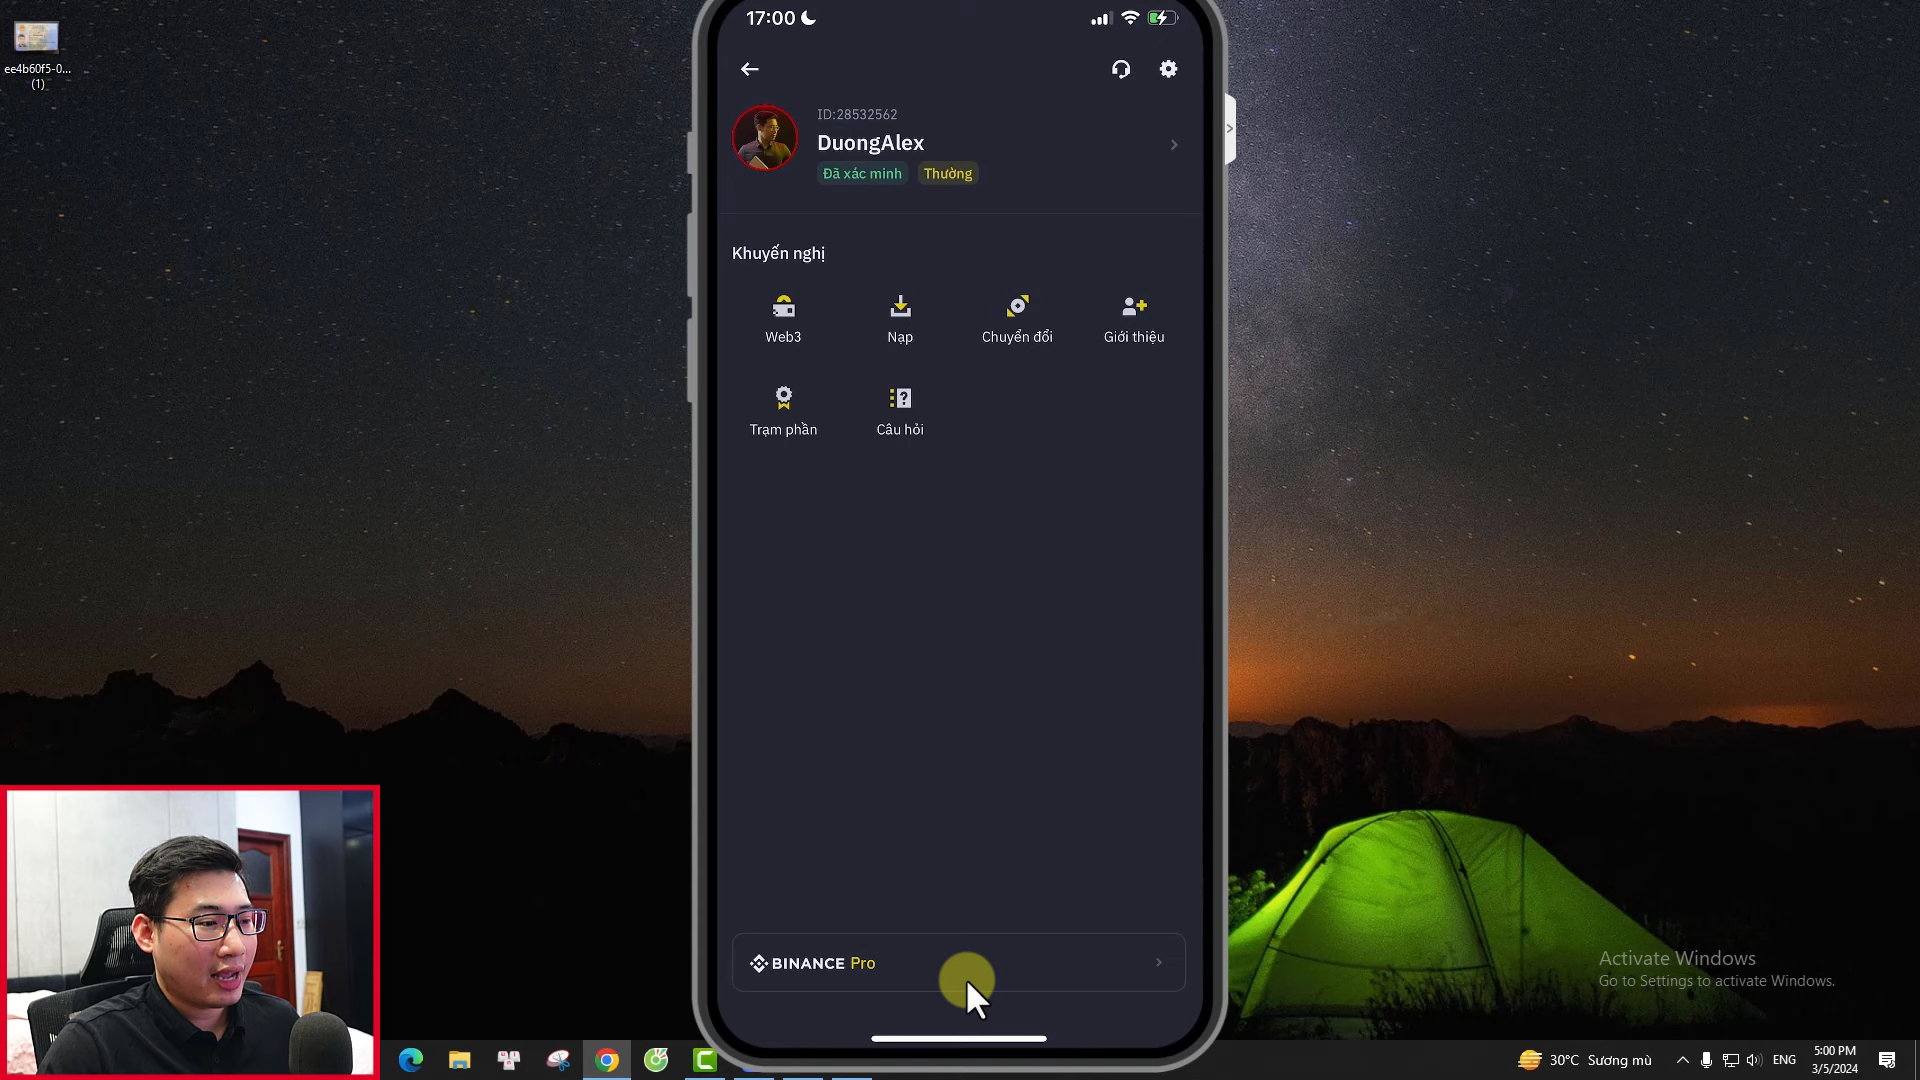 ee4b60f5-0...
(1)
17:00
ID:28532562
DuongAlex
Đã xác minh
Thường
Khuyến nghị
Web3
Nạp
Chuyển đổi
Giới thiệu
Trạm phần
Câu hỏi
BINANCE Pro
Activate Windows
Go to Settings to activate Windows.
30°C Sương mù
ENG
5:00 PM
3/5/2024